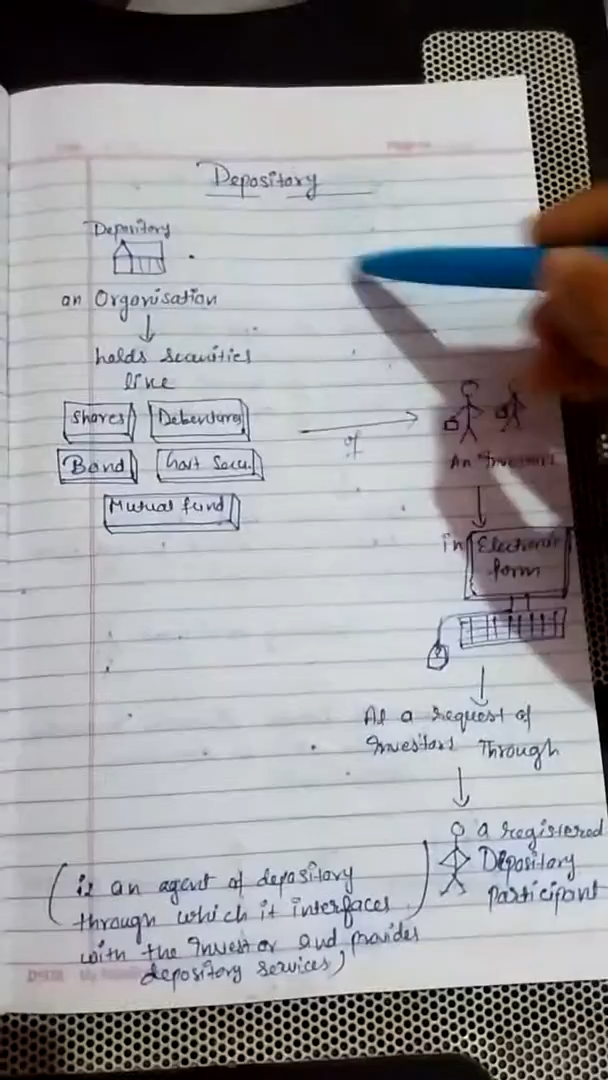 Depository
Depository
an Organisation
holds securities
like
Shares
Debentures
Bond
Govt Secu.
Mutual fund
of
An Investors
in Electronic
form
At a request of
Investors Through
a registered
Depository
Participant
(is an agent of depository
through which it interfaces
with the Investor and provides
depository services)